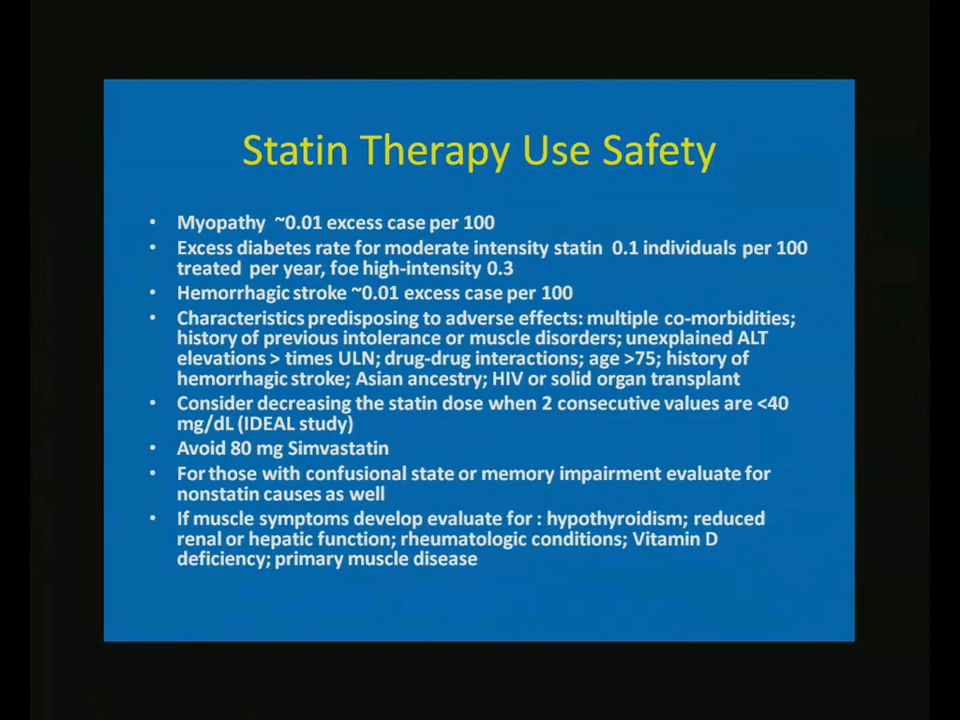 Statin Therapy Use Safety
• Myopathy ~0.01 excess case per 100
• Excess diabetes rate for moderate intensity statin 0.1 individuals per 100
treated per year, foe high-intensity 0.3
• Hemorrhagic stroke ~0.01 excess case per 100
• Characteristics predisposing to adverse effects: multiple co-morbidities;
history of previous intolerance or muscle disorders; unexplained ALT
elevations > times ULN; drug-drug interactions; age >75; history of
hemorrhagic stroke; Asian ancestry; HIV or solid organ transplant
• Consider decreasing the statin dose when 2 consecutive values are <40
mg/dL (IDEAL study)
• Avoid 80 mg Simvastatin
• For those with confusional state or memory impairment evaluate for
nonstatin causes as well
• If muscle symptoms develop evaluate for : hypothyroidism; reduced
renal or hepatic function; rheumatologic conditions; Vitamin D
deficiency; primary muscle disease